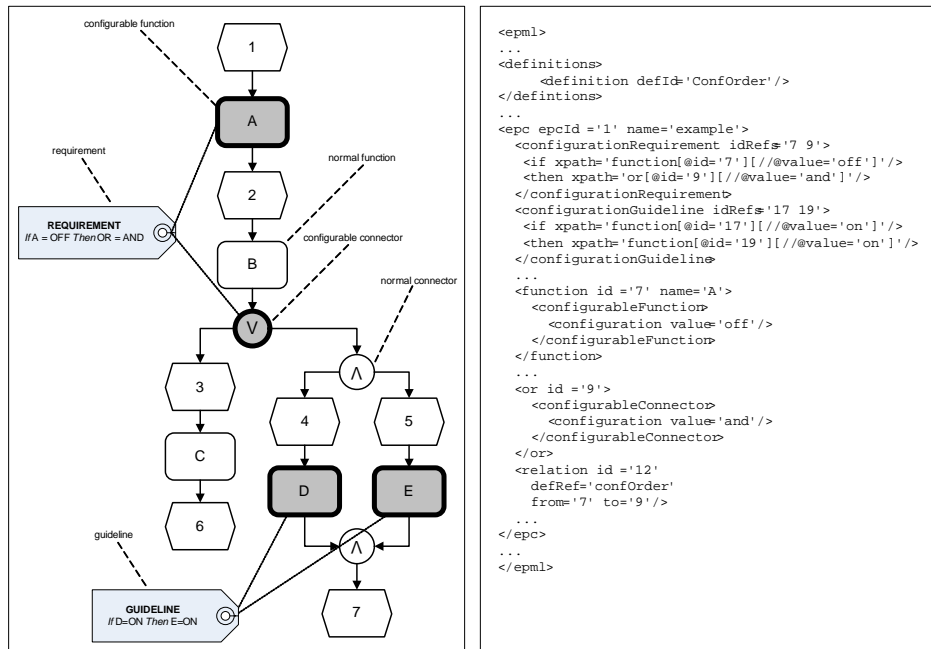 configurable function
1
A
requirement
normal function
2
REQUIREMENT
If A = OFF Then OR = AND
configurable connector
B
normal connector
V
Λ
3
4
5
C
D
E
6
guideline
Λ
GUIDELINE
If D=ON Then E=ON
7
<epml>
...
<definitions>
<definition defId='ConfOrder'/>
</defintions>
...
<epc epcId ='1' name='example'>
<configurationRequirement idRefs='7 9'>
<if xpath='function[@id='7'][//@value='off']'/>
<then xpath='or[@id='9'][//@value='and']'/>
</configurationRequirement>
<configurationGuideline idRefs='17 19'>
<if xpath='function[@id='17'][//@value='on']'/>
<then xpath='function[@id='19'][//@value='on']'/>
</configurationGuideline>
...
<function id ='7' name='A'>
<configurableFunction>
<configuration value='off'/>
</configurableFunction>
</function>
...
<or id ='9'>
<configurableConnector>
<configuration value='and'/>
</configurableConnector>
</or>
<relation id ='12'
defRef='confOrder'
from='7' to='9'/>
...
</epc>
...
</epml>